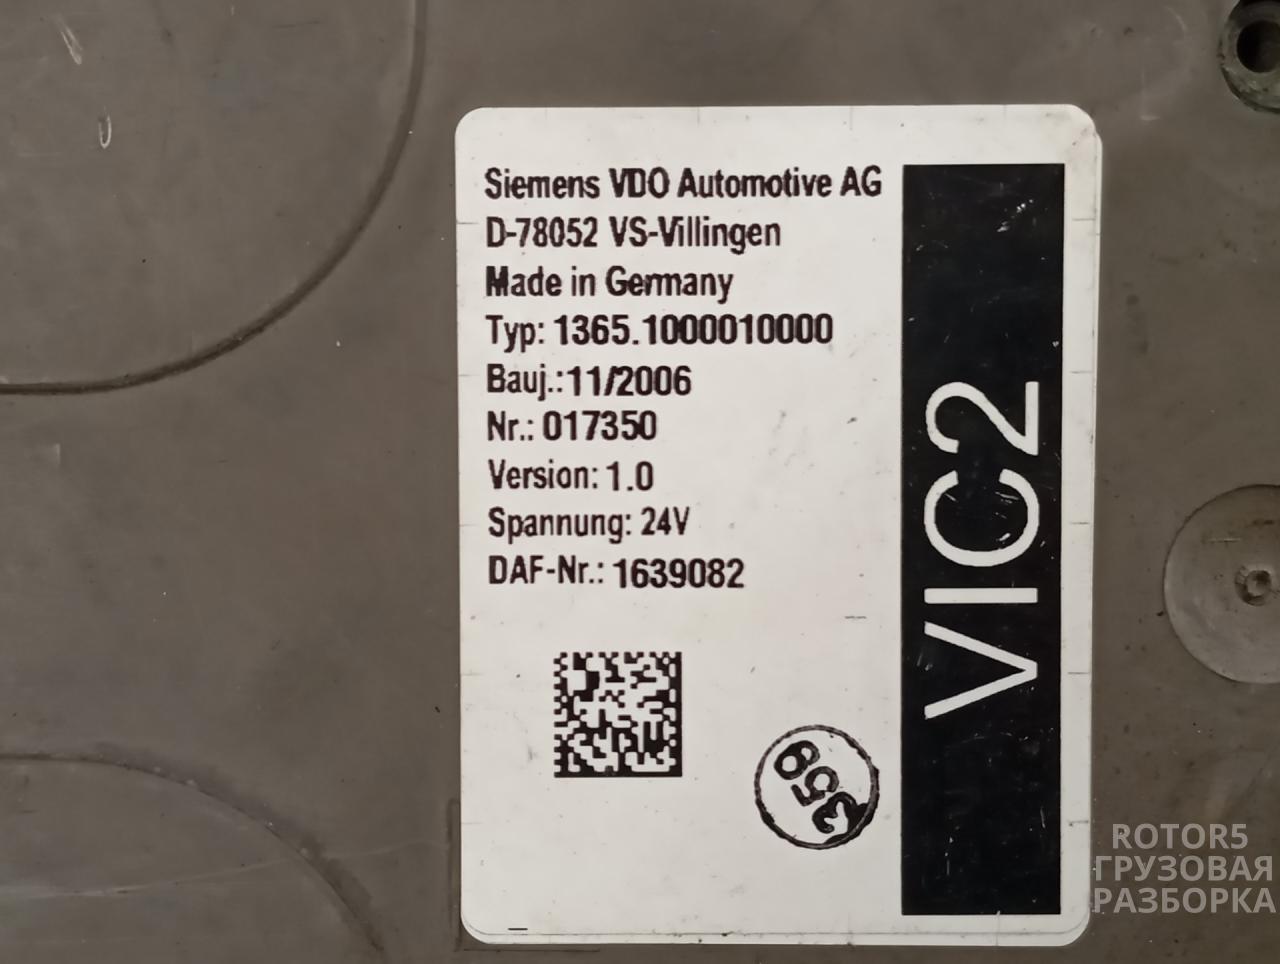 Siemens VDO Automotive AG
D-78052 VS-Villingen
Made in Germany
Typ: 1365.1000010000
Bauj.: 11/2006
Nr.: 017350
Version: 1.0
Spannung: 24V
DAF-Nr.: 1639082
VIC2
359
ROTOR5
ГРУЗОВАЯ
РАЗБОРКА